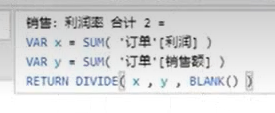 销售: 利润率 合计 2 =
VAR x = SUM( '订单'[利润] )
VAR y = SUM( '订单'[销售额] )
RETURN DIVIDE( x , y , BLANK() )